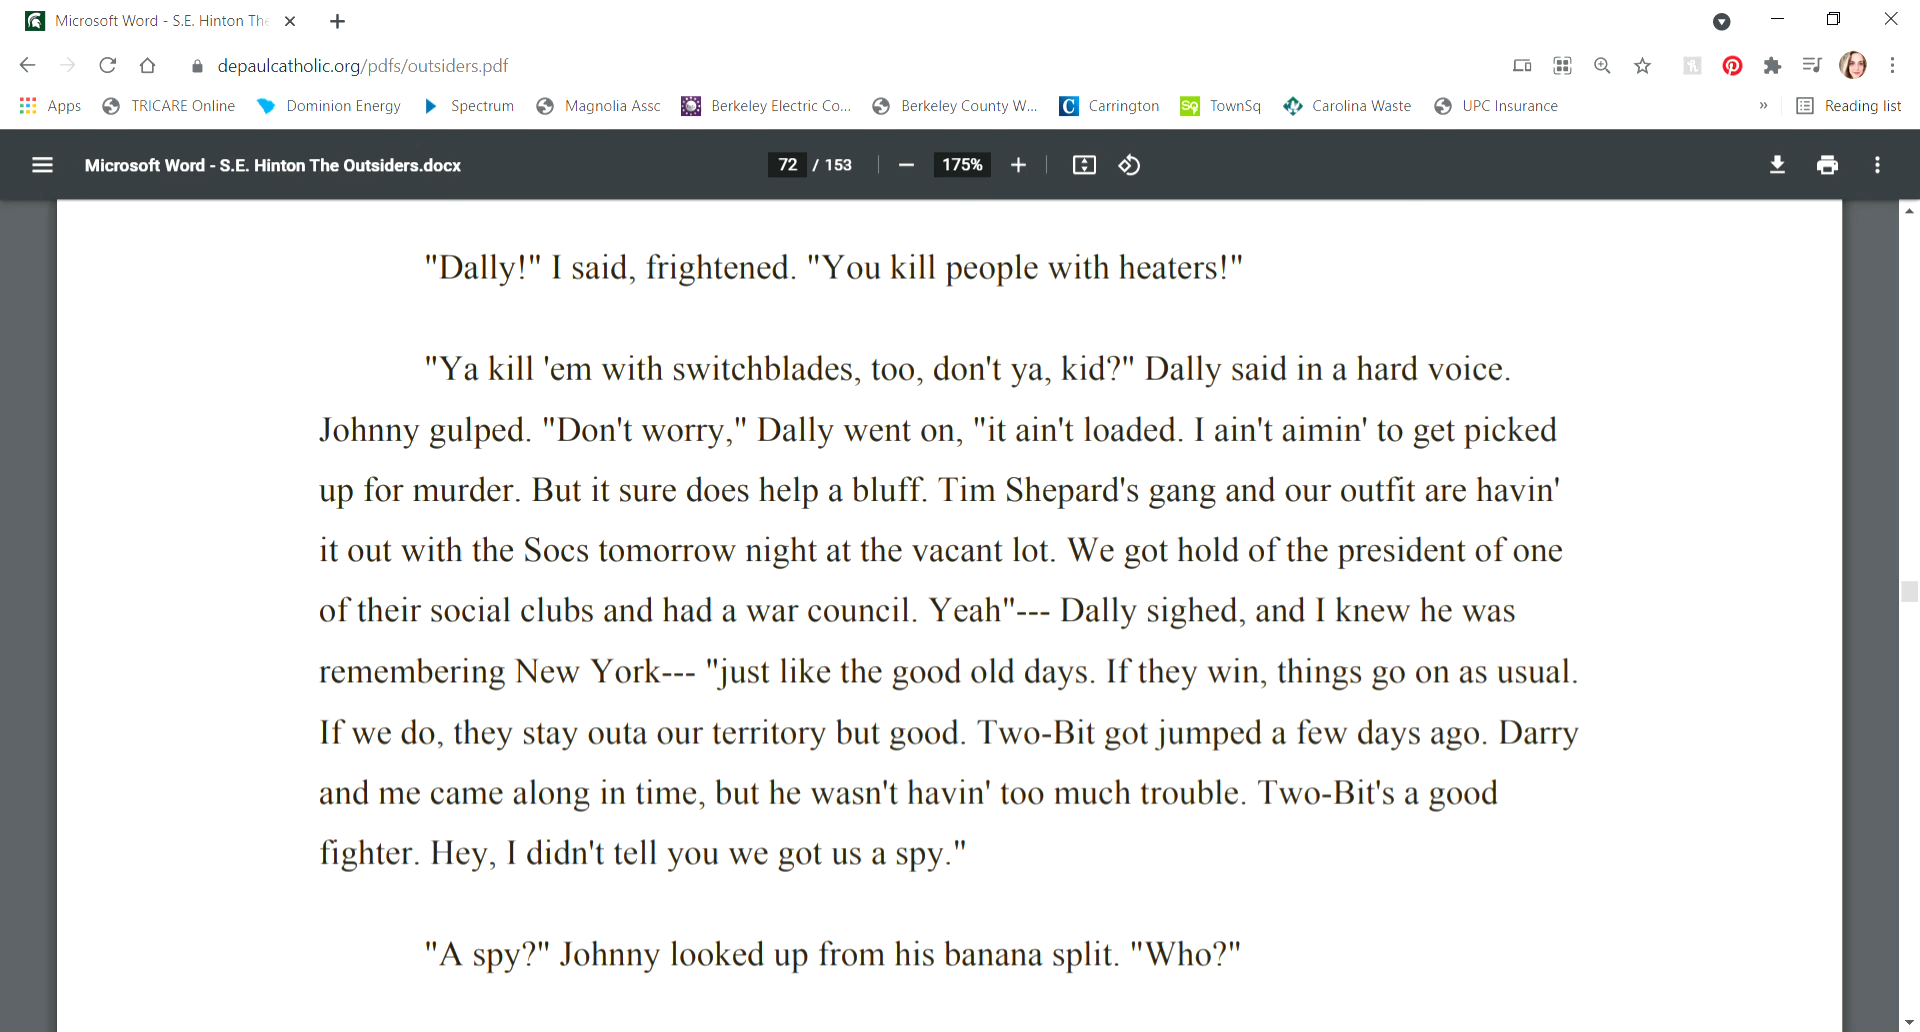 Microsoft Word - S.E. Hinton The
depaulcatholic.org/pdfs/outsiders.pdf
Apps TRICARE Online Dominion Energy Spectrum Magnolia Assc Berkeley Electric Co... Berkeley County W... Carrington TownSq Carolina Waste UPC Insurance » Reading list
Microsoft Word - S.E. Hinton The Outsiders.docx 72 / 153 175%
"Dally!" I said, frightened. "You kill people with heaters!"
"Ya kill 'em with switchblades, too, don't ya, kid?" Dally said in a hard voice.
Johnny gulped. "Don't worry," Dally went on, "it ain't loaded. I ain't aimin' to get picked
up for murder. But it sure does help a bluff. Tim Shepard's gang and our outfit are havin'
it out with the Socs tomorrow night at the vacant lot. We got hold of the president of one
of their social clubs and had a war council. Yeah"--- Dally sighed, and I knew he was
remembering New York--- "just like the good old days. If they win, things go on as usual.
If we do, they stay outa our territory but good. Two-Bit got jumped a few days ago. Darry
and me came along in time, but he wasn't havin' too much trouble. Two-Bit's a good
fighter. Hey, I didn't tell you we got us a spy."
"A spy?" Johnny looked up from his banana split. "Who?"